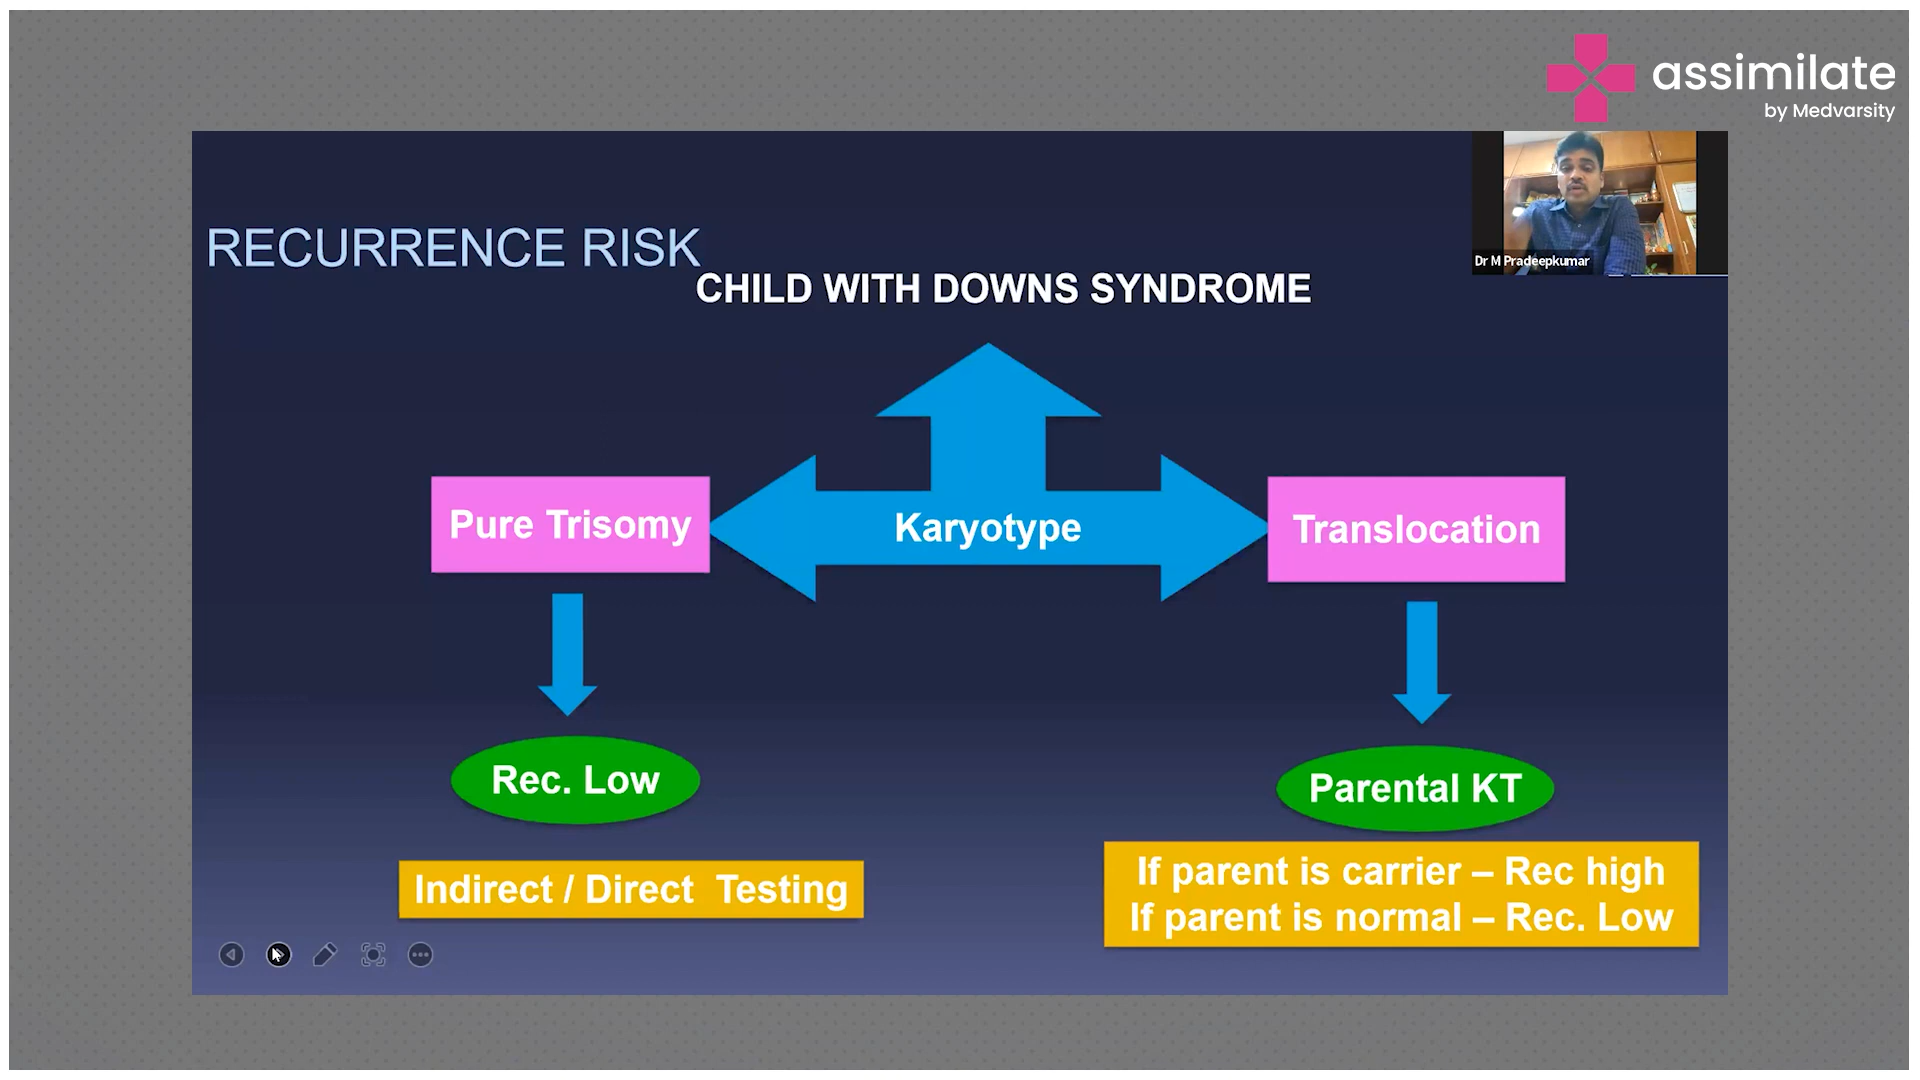 assimilate
by Medvarsity
Dr M Pradeepkumar
RECURRENCE RISK
CHILD WITH DOWNS SYNDROME
Pure Trisomy
Karyotype
Translocation
Rec. Low
Parental KT
Indirect / Direct Testing
If parent is carrier – Rec high
If parent is normal – Rec. Low